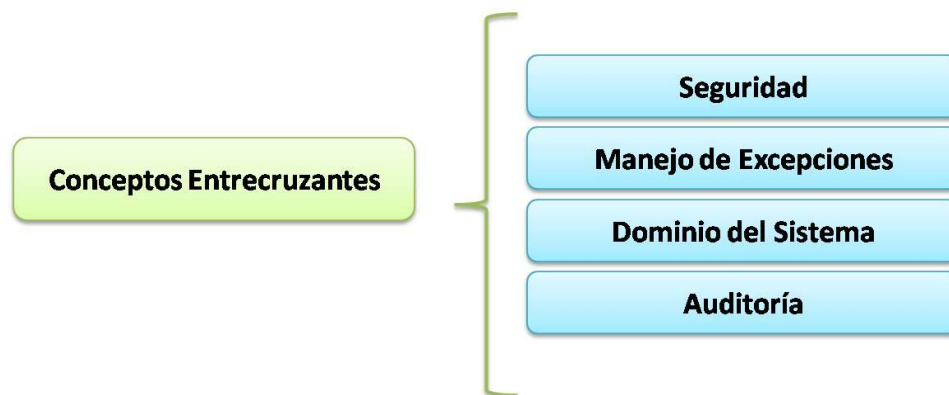 Conceptos Entrecruzantes
Seguridad
Manejo de Excepciones
Dominio del Sistema
Auditoría